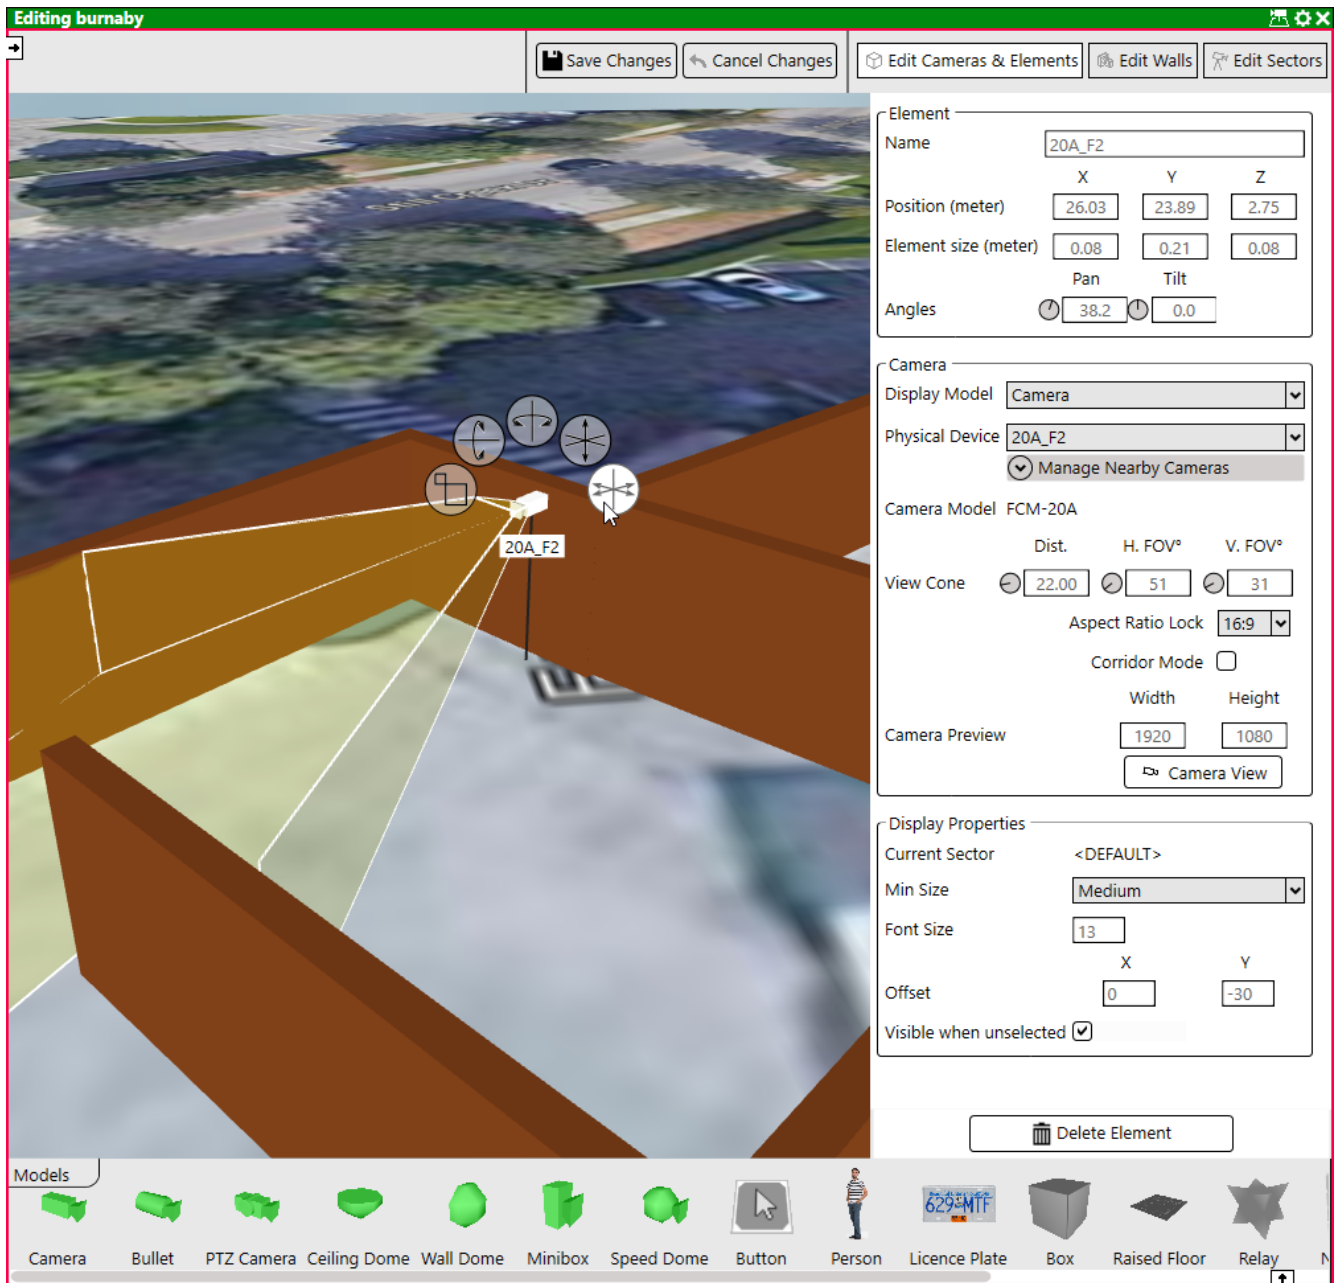 Editing burnaby
Save Changes
Cancel Changes
Edit Cameras & Elements
Edit Walls
Edit Sectors
Element
Name 20A_F2
X Y Z
Position (meter) 26.03 23.89 2.75
Element size (meter) 0.08 0.21 0.08
Pan Tilt
Angles 38.2 0.0
Camera
Display Model Camera
Physical Device 20A_F2
Manage Nearby Cameras
Camera Model FCM-20A
Dist. H. FOV° V. FOV°
View Cone 22.00 51 31
Aspect Ratio Lock 16:9
Corridor Mode
Width Height
Camera Preview 1920 1080
Camera View
Display Properties
Current Sector <DEFAULT>
Min Size Medium
Font Size 13
X Y
Offset 0 -30
Visible when unselected
Delete Element
20A_F2
Models
629 MTF
Camera Bullet PTZ Camera Ceiling Dome Wall Dome Minibox Speed Dome Button Person Licence Plate Box Raised Floor Relay